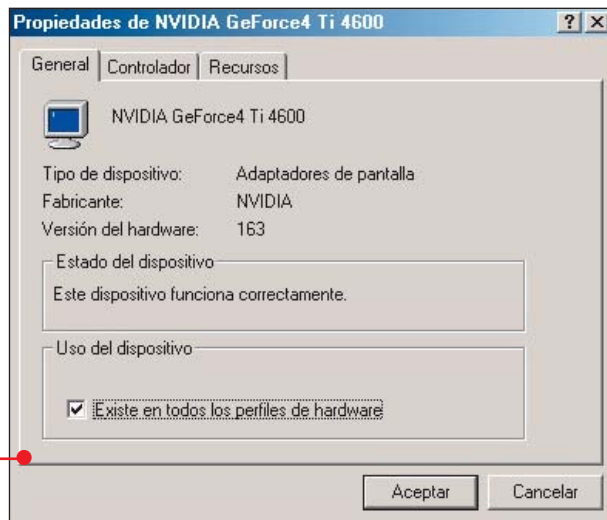 Propiedades de NVIDIA GeForce4 Ti 4600
General Controlador Recursos
NVIDIA GeForce4 Ti 4600
Tipo de dispositivo: Adaptadores de pantalla
Fabricante: NVIDIA
Versión del hardware: 163
Estado del dispositivo
Este dispositivo funciona correctamente.
Uso del dispositivo
Existe en todos los perfiles de hardware
Aceptar Cancelar